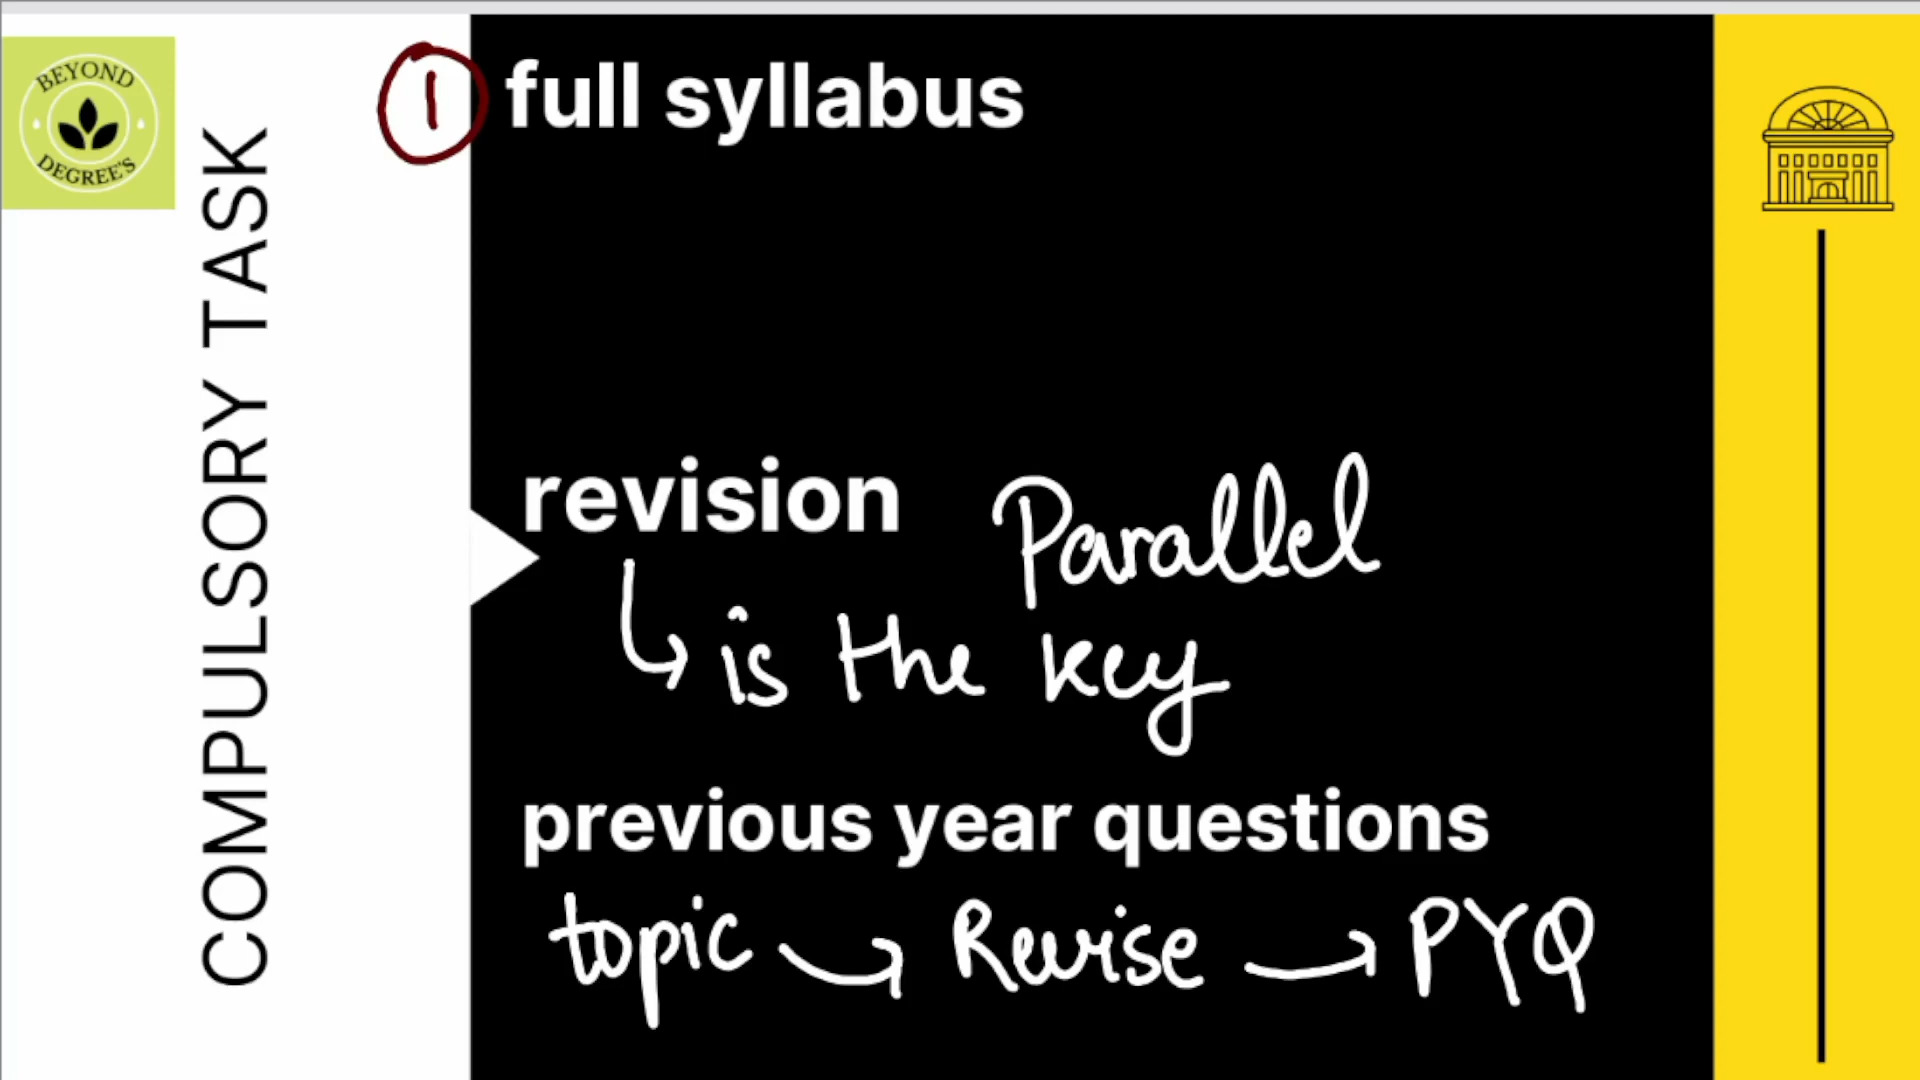 BEYOND
DEGREE'S
COMPULSORY TASK
1 full syllabus
revision Parallel
is the key
previous year questions
topic → Revise → PYQ